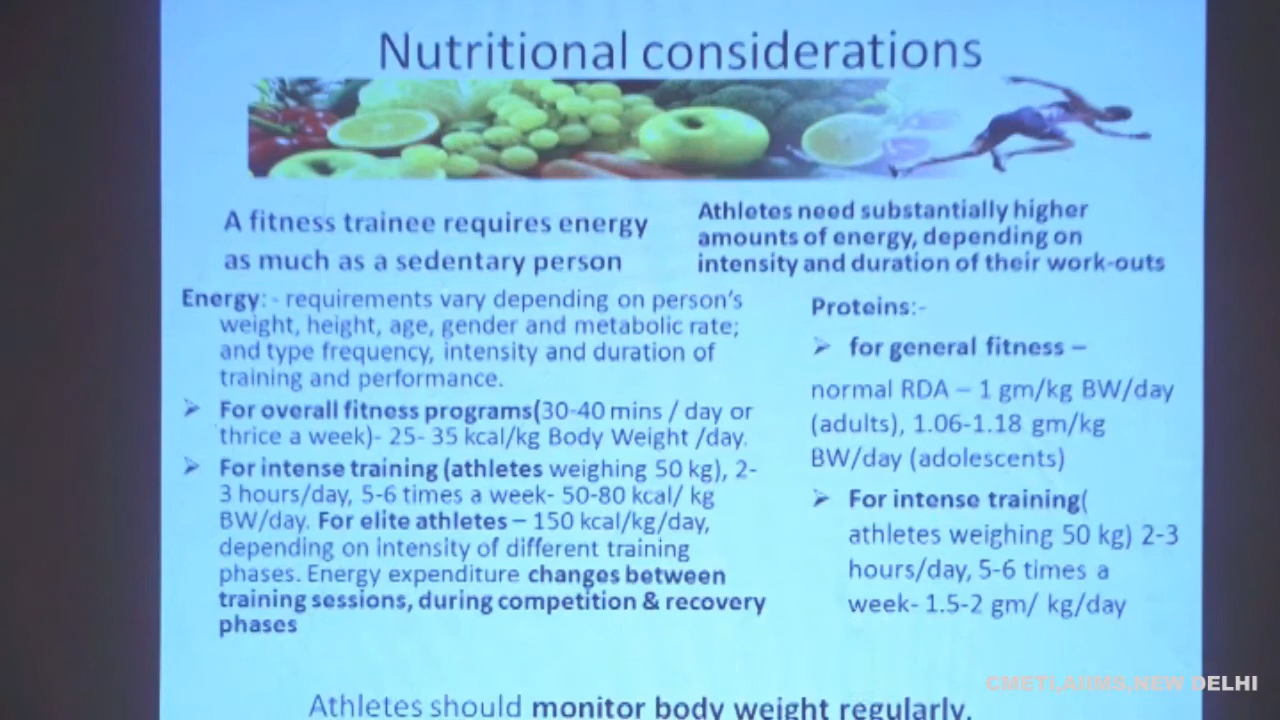 Nutritional considerations
A fitness trainee requires energy
as much as a sedentary person
Athletes need substantially higher
amounts of energy, depending on
intensity and duration of their work-outs
Energy: - requirements vary depending on person's
weight, height, age, gender and metabolic rate;
and type frequency, intensity and duration of
training and performance.
➢ For overall fitness programs(30-40 mins / day or
thrice a week)- 25- 35 kcal/kg Body Weight /day.
➢ For intense training (athletes weighing 50 kg), 2-
3 hours/day, 5-6 times a week- 50-80 kcal/ kg
BW/day. For elite athletes – 150 kcal/kg/day,
depending on intensity of different training
phases. Energy expenditure changes between
training sessions, during competition & recovery
phases
Proteins:-
➢ for general fitness –
normal RDA – 1 gm/kg BW/day
(adults), 1.06-1.18 gm/kg
BW/day (adolescents)
➢ For intense training(
athletes weighing 50 kg) 2-3
hours/day, 5-6 times a
week- 1.5-2 gm/ kg/day
Athletes should monitor body weight regularly.
CMETI,AIIMS,NEW DELHI